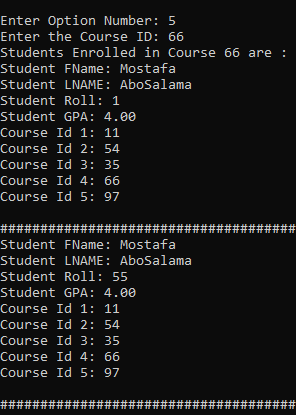 Enter Option Number: 5
Enter the Course ID: 66
Students Enrolled in Course 66 are :
Student FName: Mostafa
Student LNAME: AboSalama
Student Roll: 1
Student GPA: 4.00
Course Id 1: 11
Course Id 2: 54
Course Id 3: 35
Course Id 4: 66
Course Id 5: 97
#####################################
Student FName: Mostafa
Student LNAME: AboSalama
Student Roll: 55
Student GPA: 4.00
Course Id 1: 11
Course Id 2: 54
Course Id 3: 35
Course Id 4: 66
Course Id 5: 97
#####################################